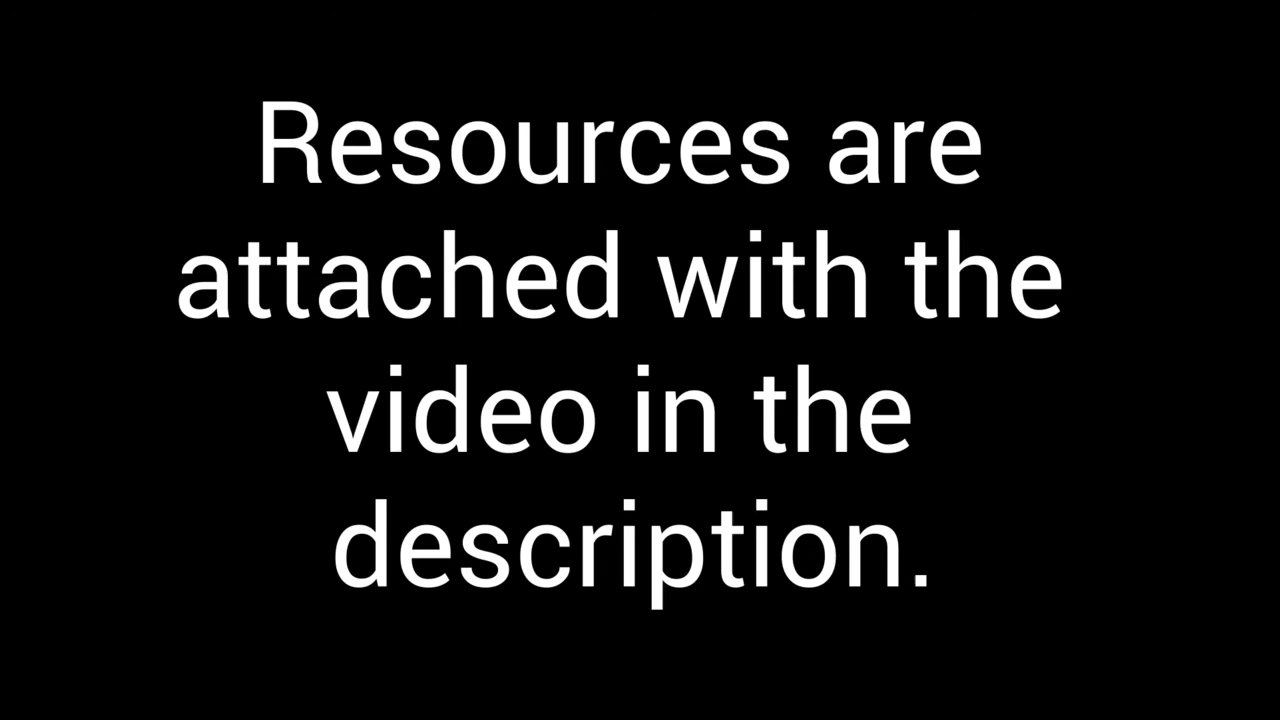 Resources are
attached with the
video in the
description.